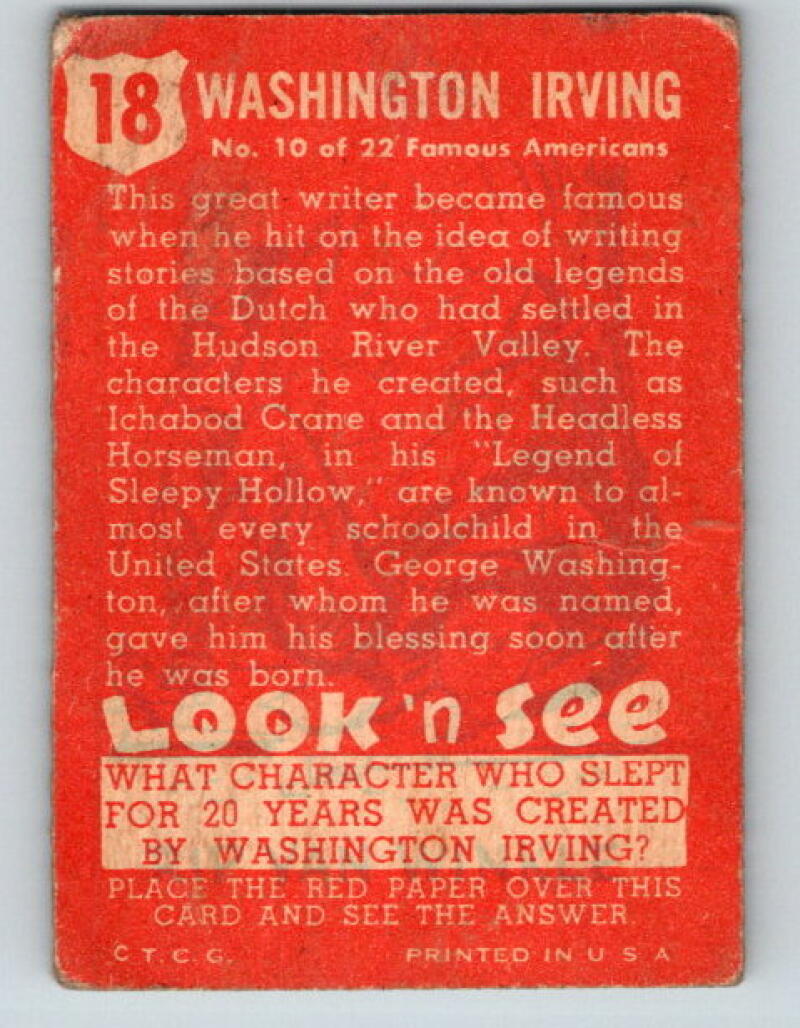 18 WASHINGTON IRVING
No. 10 of 22 Famous Americans
This great writer became famous
when he hit on the idea of writing
stories based on the old legends
of the Dutch who had settled in
the Hudson River Valley. The
characters he created, such as
Ichabod Crane and the Headless
Horseman, in his "Legend of
Sleepy Hollow," are known to al-
most every schoolchild in the
United States. George Washing-
ton, after whom he was named,
gave him his blessing soon after
he was born.
LOOK 'n See
WHAT CHARACTER WHO SLEPT
FOR 20 YEARS WAS CREATED
BY WASHINGTON IRVING?
RIP VAN WINKLE
PLACE THE RED PAPER OVER THIS
CARD AND SEE THE ANSWER.
© T.C.G. PRINTED IN U S A